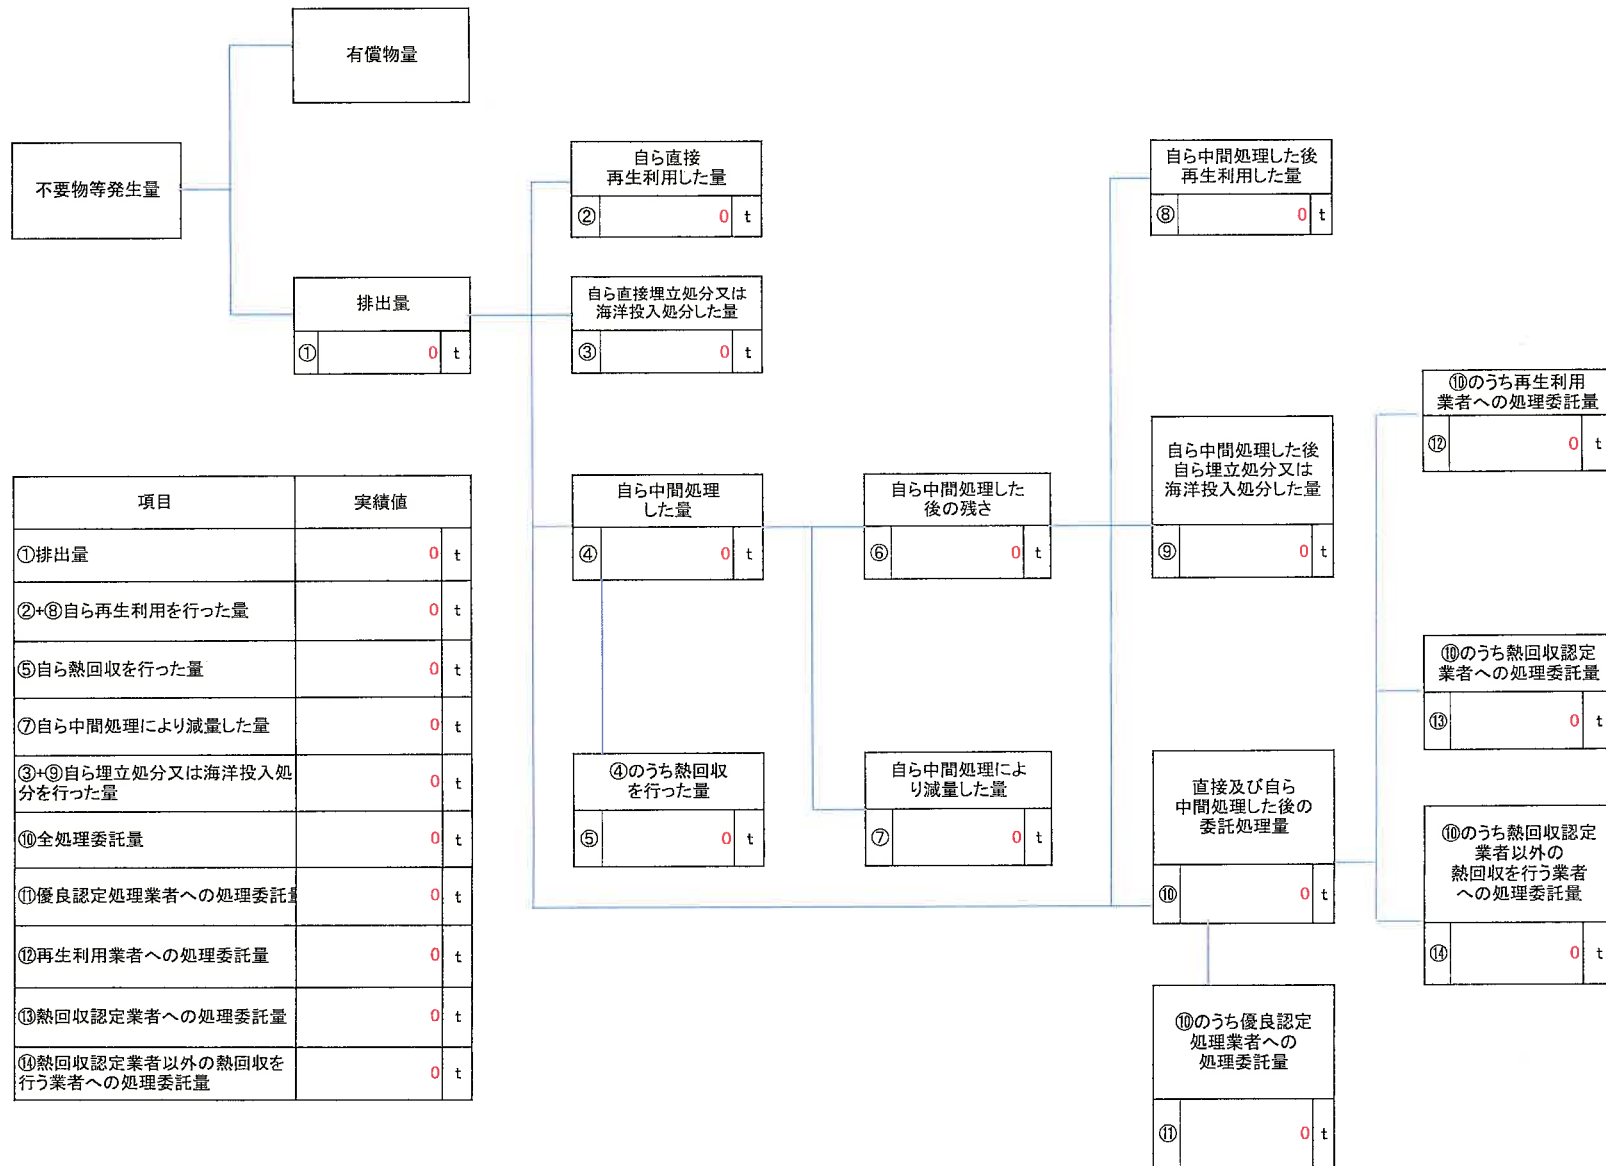 有償物量
不要物等発生量
排出量
① 0 t
自ら直接
再生利用した量
② 0 t
自ら直接埋立処分又は
海洋投入処分した量
③ 0 t
自ら中間処理
した量
④ 0 t
④のうち熱回収
を行った量
⑤ 0 t
自ら中間処理した
後の残さ
⑥ 0 t
自ら中間処理によ
り減量した量
⑦ 0 t
自ら中間処理した後
再生利用した量
⑧ 0 t
自ら中間処理した後
自ら埋立処分又は
海洋投入処分した量
⑨ 0 t
直接及び自ら
中間処理した後の
委託処理量
⑩ 0 t
⑩のうち優良認定
処理業者への
処理委託量
⑪ 0 t
⑩のうち再生利用
業者への処理委託量
⑫ 0 t
⑩のうち熱回収認定
業者への処理委託量
⑬ 0 t
⑩のうち熱回収認定
業者以外の
熱回収を行う業者
への処理委託量
⑭ 0 t
項目 実績値
①排出量 0 t
②+⑧自ら再生利用を行った量 0 t
⑤自ら熱回収を行った量 0 t
⑦自ら中間処理により減量した量 0 t
③+⑨自ら埋立処分又は海洋投入処
分を行った量 0 t
⑩全処理委託量 0 t
⑪優良認定処理業者への処理委託量 0 t
⑫再生利用業者への処理委託量 0 t
⑬熱回収認定業者への処理委託量 0 t
⑭熱回収認定業者以外の熱回収を
行う業者への処理委託量 0 t